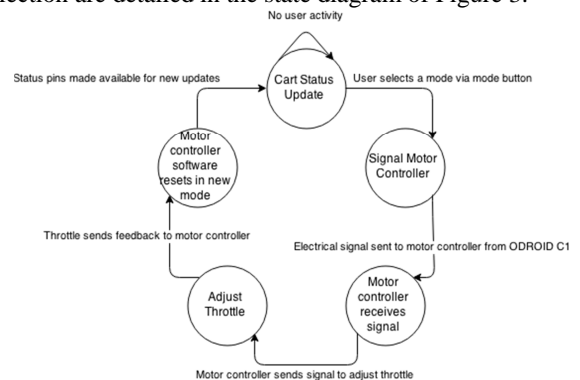 ection are detailed in the state diagram of Figure 3.
No user activity
Status pins made available for new updates
Cart Status
Update
User selects a mode via mode button
Motor
controller
software
resets in new
mode
Signal Motor
Controller
Throttle sends feedback to motor controller
Electrical signal sent to motor controller from ODROID C1
Adjust
Throttle
Motor
controller
receives
signal
Motor controller sends signal to adjust throttle